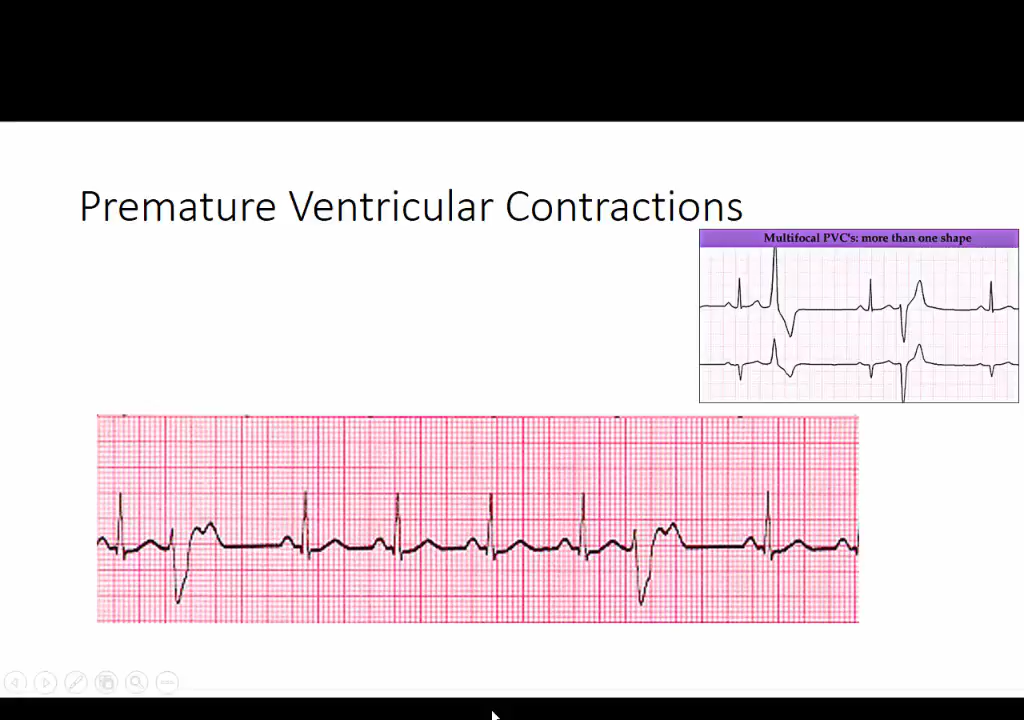 Premature Ventricular Contractions
Multifocal PVC's: more than one shape